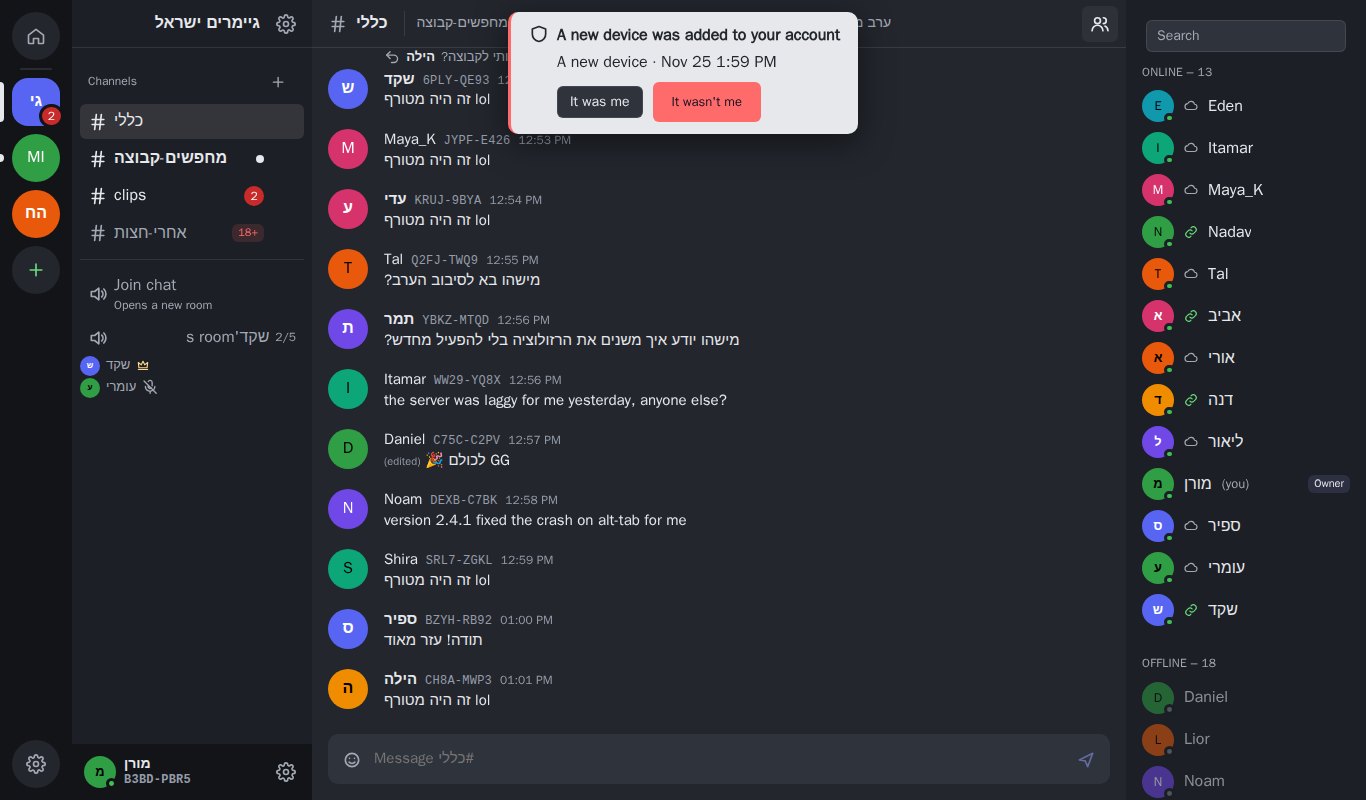 גי
2
MI
הח
גיימרים ישראל
Channels
כללי
מחפשים-קבוצה
clips
2
אחרי-חצות
18+
Join chat
Opens a new room
שקד's room
2/5
שקד
עומרי
מורן
B3BD-PBR5
כללי
הילה
ש
שקד 6PLY-QE93
זה היה מטורף lol
M
Maya_K JYPF-E426 12:53 PM
זה היה מטורף lol
ע
עדי KRUJ-9BYA 12:54 PM
זה היה מטורף lol
T
Tal Q2FJ-TWQ9 12:55 PM
מישהו בא לסיבוב הערב?
ת
תמר YBKZ-MTQD 12:56 PM
מישהו יודע איך משנים את הרזולוציה בלי להפעיל מחדש?
I
Itamar WW29-YQ8X 12:56 PM
the server was laggy for me yesterday, anyone else?
D
Daniel C75C-C2PV 12:57 PM
GG לכולם 🎉 (edited)
N
Noam DEXB-C7BK 12:58 PM
version 2.4.1 fixed the crash on alt-tab for me
S
Shira SRL7-ZGKL 12:59 PM
זה היה מטורף lol
ס
ספיר BZYH-RB92 01:00 PM
תודה! עזר מאוד
ה
הילה CH8A-MWP3 01:01 PM
זה היה מטורף lol
Message #כללי
A new device was added to your account
A new device · Nov 25 1:59 PM
It was me
It wasn't me
Search
ONLINE – 13
E Eden
I Itamar
M Maya_K
N Nadav
T Tal
א אביב
א אורי
ד דנה
ל ליאור
מ מורן (you) Owner
ס ספיר
ע עומרי
ש שקד
OFFLINE – 18
D Daniel
L Lior
N Noam